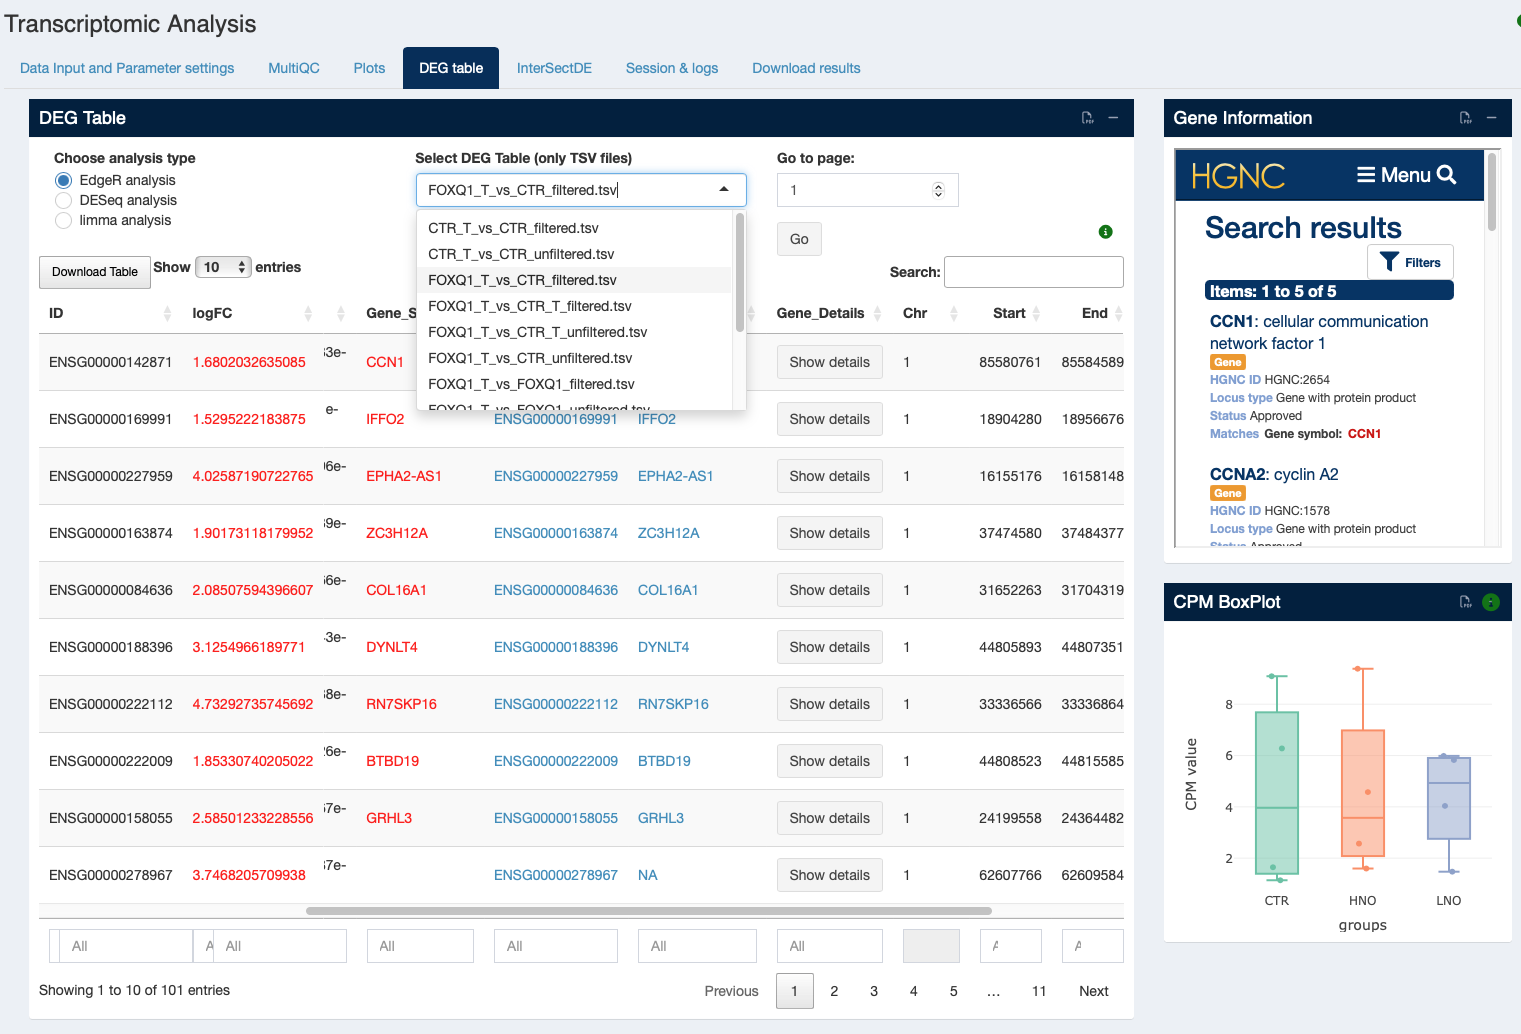 Transcriptomic Analysis
Data Input and Parameter settings MultiQC Plots DEG table InterSectDE Session & logs Download results
DEG Table
Choose analysis type
EdgeR analysis
DESeq analysis
limma analysis
Select DEG Table (only TSV files)
FOXQ1_T_vs_CTR_filtered.tsv
CTR_T_vs_CTR_filtered.tsv
CTR_T_vs_CTR_unfiltered.tsv
FOXQ1_T_vs_CTR_filtered.tsv
FOXQ1_T_vs_CTR_T_filtered.tsv
FOXQ1_T_vs_CTR_T_unfiltered.tsv
FOXQ1_T_vs_CTR_unfiltered.tsv
FOXQ1_T_vs_FOXQ1_filtered.tsv
FOXQ1_T_vs_FOXQ1_unfiltered.tsv
Go to page:
1
Go
Download Table Show 10 entries
Search:
ID logFC Gene_S Gene_Details Chr Start End
ENSG00000142871 1.6802032635085 33e- CCN1 Show details 1 85580761 85584589
ENSG00000169991 1.5295222183875 e- IFFO2 ENSG00000169991 IFFO2 Show details 1 18904280 18956676
ENSG00000227959 4.02587190722765 96e- EPHA2-AS1 ENSG00000227959 EPHA2-AS1 Show details 1 16155176 16158148
ENSG00000163874 1.90173118179952 39e- ZC3H12A ENSG00000163874 ZC3H12A Show details 1 37474580 37484377
ENSG00000084636 2.08507594396607 66e- COL16A1 ENSG00000084636 COL16A1 Show details 1 31652263 31704319
ENSG00000188396 3.1254966189771 3e- DYNLT4 ENSG00000188396 DYNLT4 Show details 1 44805893 44807351
ENSG00000222112 4.73292735745692 38e- RN7SKP16 ENSG00000222112 RN7SKP16 Show details 1 33336566 33336864
ENSG00000222009 1.85330740205022 26e- BTBD19 ENSG00000222009 BTBD19 Show details 1 44808523 44815585
ENSG00000158055 2.58501233228556 57e- GRHL3 ENSG00000158055 GRHL3 Show details 1 24199558 24364482
ENSG00000278967 3.7468205709938 37e- ENSG00000278967 NA Show details 1 62607766 62609584
All A All All All All All A A
Showing 1 to 10 of 101 entries
Previous 1 2 3 4 5 ... 11 Next
Gene Information
HGNC Menu
Search results
Filters
Items: 1 to 5 of 5
CCN1: cellular communication
network factor 1
Gene
HGNC ID HGNC:2654
Locus type Gene with protein product
Status Approved
Matches Gene symbol: CCN1
CCNA2: cyclin A2
Gene
HGNC ID HGNC:1578
Locus type Gene with protein product
Status Approved
CPM BoxPlot
CPM value
8
6
4
2
CTR HNO LNO
groups